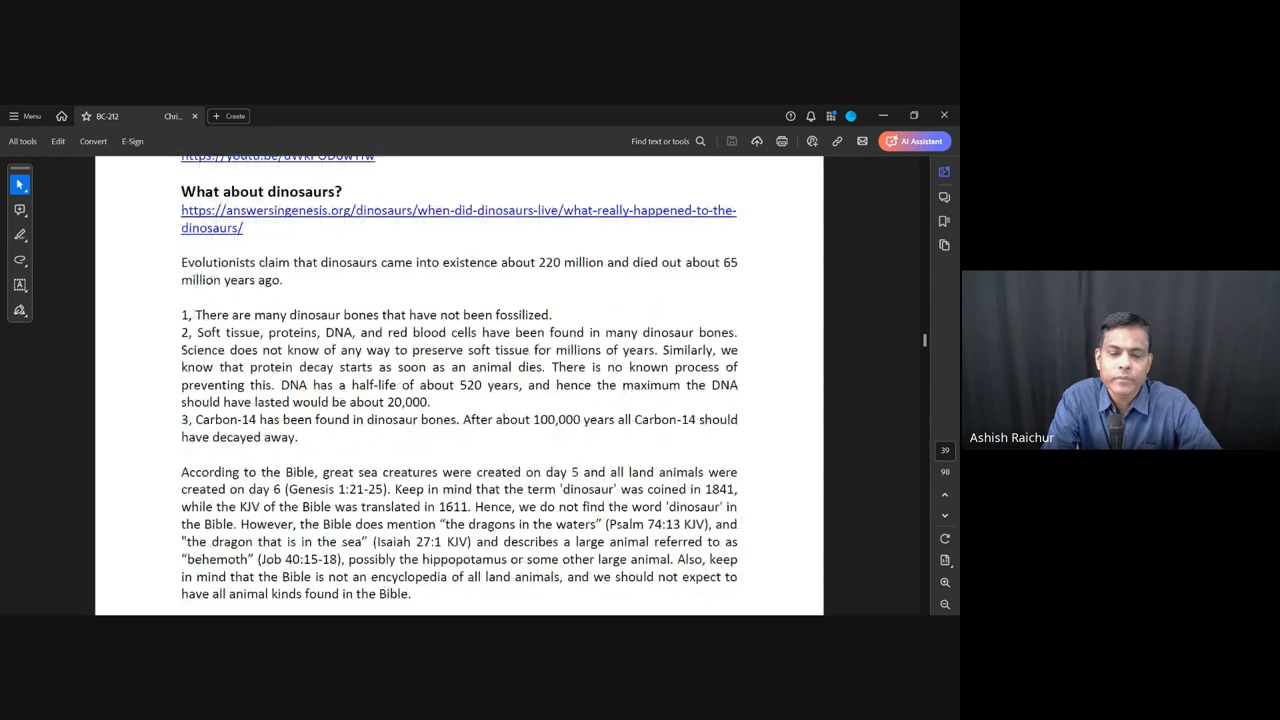 Menu
BC-212
Chri...
Create
All tools
Edit
Convert
E-Sign
Find text or tools
AI Assistant
What about dinosaurs?
https://answersingenesis.org/dinosaurs/when-did-dinosaurs-live/what-really-happened-to-the-
dinosaurs/
Evolutionists claim that dinosaurs came into existence about 220 million and died out about 65
million years ago.
1, There are many dinosaur bones that have not been fossilized.
2, Soft tissue, proteins, DNA, and red blood cells have been found in many dinosaur bones.
Science does not know of any way to preserve soft tissue for millions of years. Similarly, we
know that protein decay starts as soon as an animal dies. There is no known process of
preventing this. DNA has a half-life of about 520 years, and hence the maximum the DNA
should have lasted would be about 20,000.
3, Carbon-14 has been found in dinosaur bones. After about 100,000 years all Carbon-14 should
have decayed away.
According to the Bible, great sea creatures were created on day 5 and all land animals were
created on day 6 (Genesis 1:21-25). Keep in mind that the term 'dinosaur' was coined in 1841,
while the KJV of the Bible was translated in 1611. Hence, we do not find the word 'dinosaur' in
the Bible. However, the Bible does mention “the dragons in the waters” (Psalm 74:13 KJV), and
"the dragon that is in the sea” (Isaiah 27:1 KJV) and describes a large animal referred to as
“behemoth” (Job 40:15-18), possibly the hippopotamus or some other large animal. Also, keep
in mind that the Bible is not an encyclopedia of all land animals, and we should not expect to
have all animal kinds found in the Bible.
39
98
Ashish Raichur